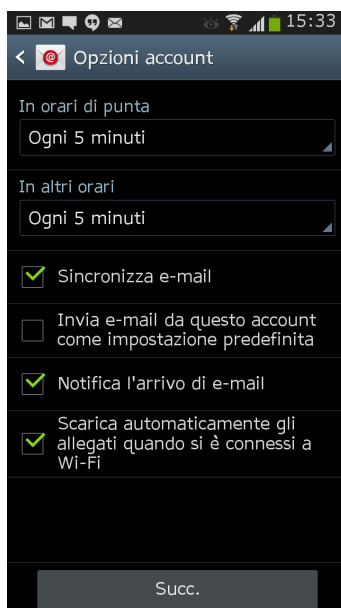 15:33
Opzioni account
In orari di punta
Ogni 5 minuti
In altri orari
Ogni 5 minuti
Sincronizza e-mail
Invia e-mail da questo account
come impostazione predefinita
Notifica l'arrivo di e-mail
Scarica automaticamente gli
allegati quando si è connessi a
Wi-Fi
Succ.